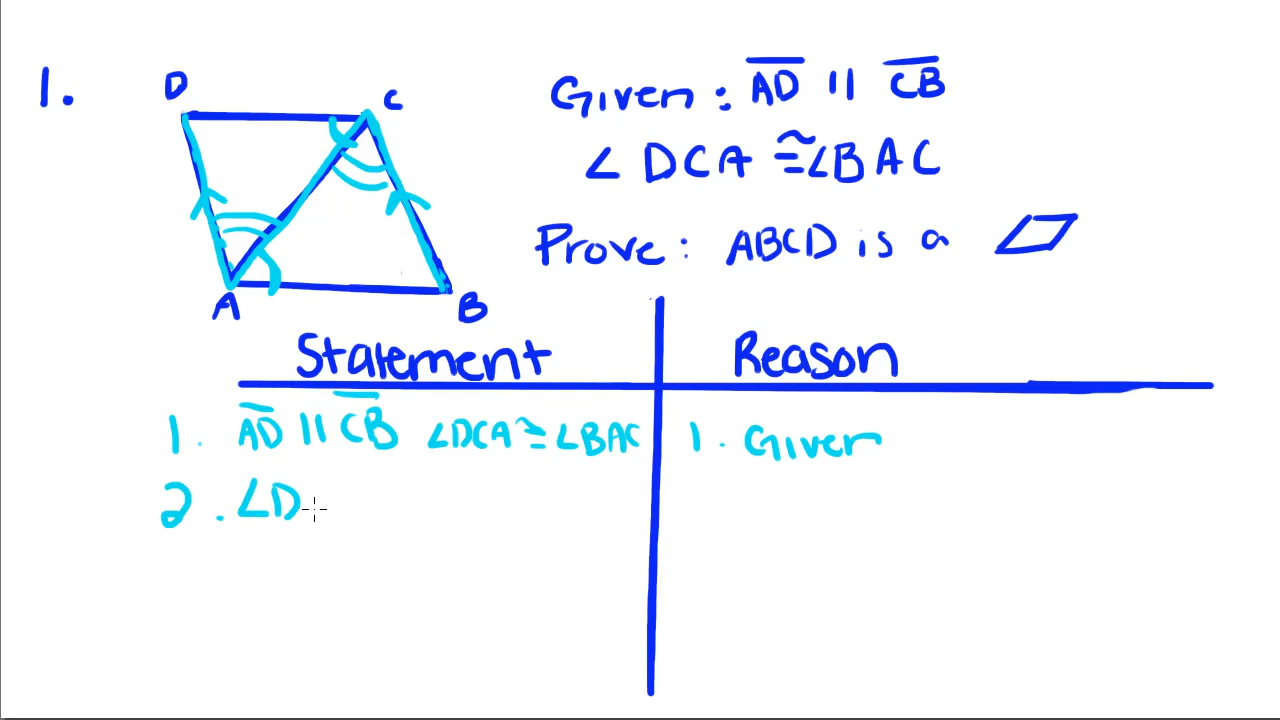 1.
D
C
A
B
Given: AD || CB
∠DCA ≅ ∠BAC
Prove: ABCD is a ▱
Statement Reason
1. AD || CB ∠DCA ≅ ∠BAC 1. Given
2. ∠D